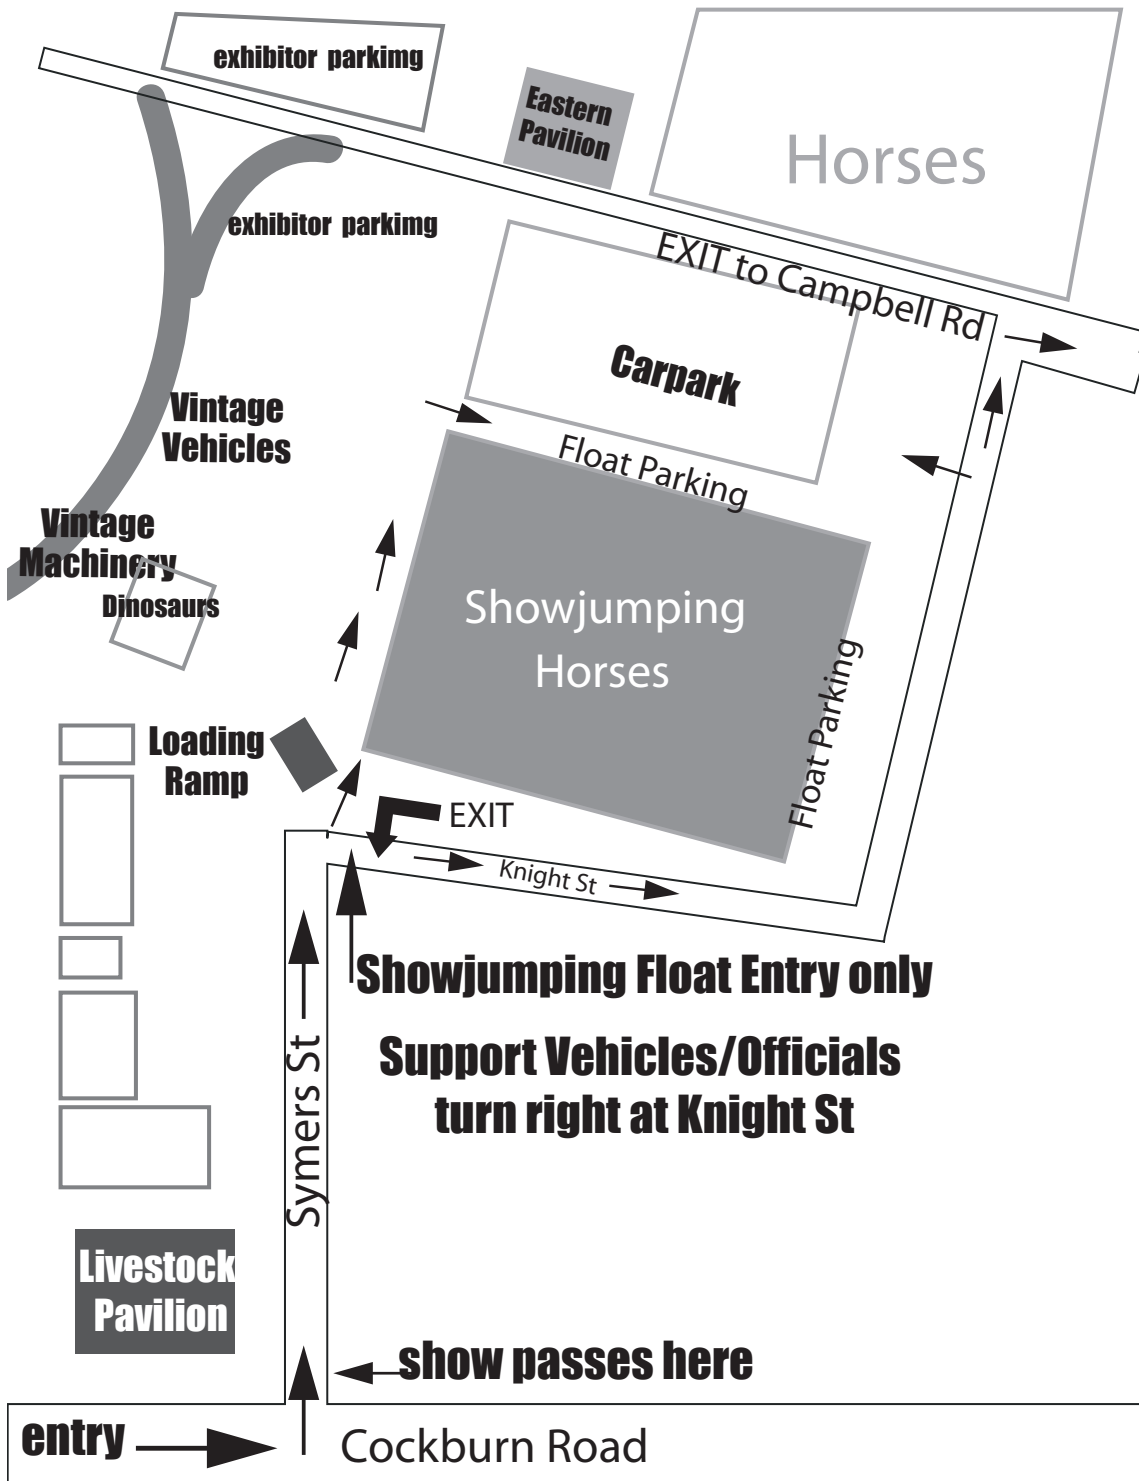 exhibitor parkimg
Eastern
Pavilion
Horses
exhibitor parkimg
EXIT to Campbell Rd
Carpark
Vintage
Vehicles
Float Parking
Vintage
Machinery
Dinosaurs
Showjumping
Horses
Float Parking
Loading
Ramp
EXIT
Knight St
Showjumping Float Entry only
Support Vehicles/Officials
turn right at Knight St
Symers St
Livestock
Pavilion
show passes here
entry
Cockburn Road